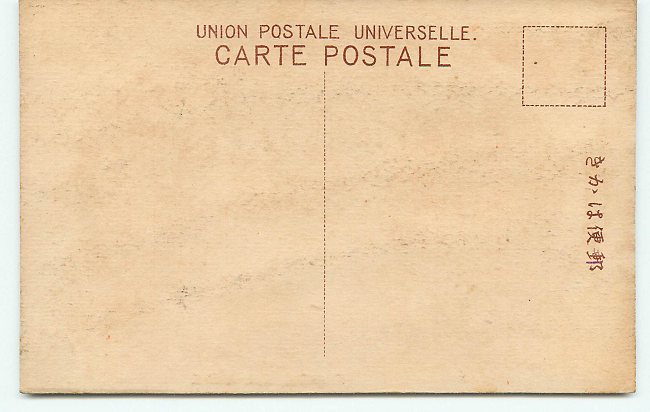 UNION POSTALE UNIVERSELLE.
CARTE POSTALE
郵便はかき